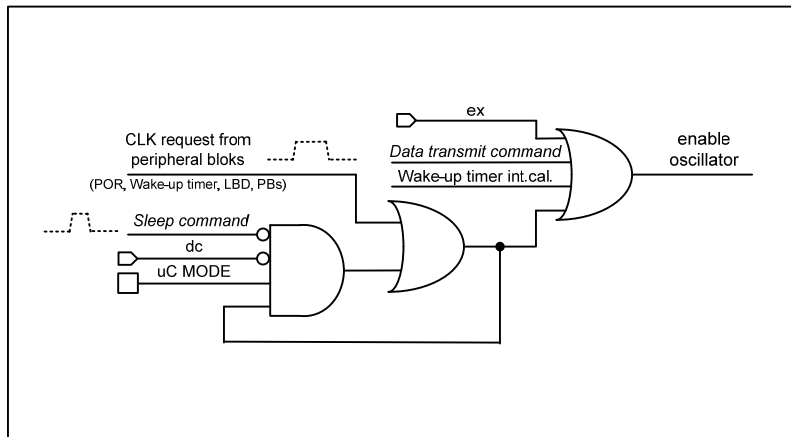 ex
CLK request from
peripheral bloks
(POR, Wake-up timer, LBD, PBs)
Data transmit command
Wake-up timer int.cal.
enable
oscillator
Sleep command
dc
uC MODE